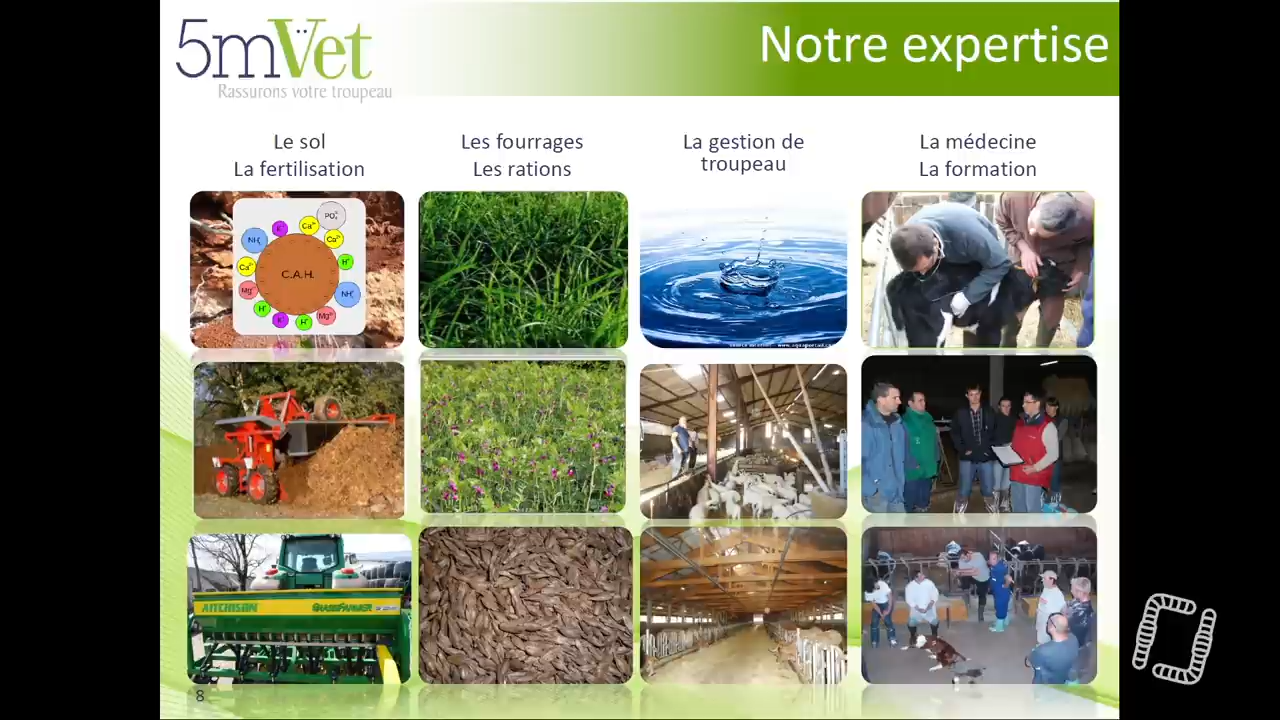 5mVet
Rassurons votre troupeau
Notre expertise
Le sol
La fertilisation
Les fourrages
Les rations
La gestion de
troupeau
La médecine
La formation
C.A.H.
AITCHISON
GRASSFARMER
8